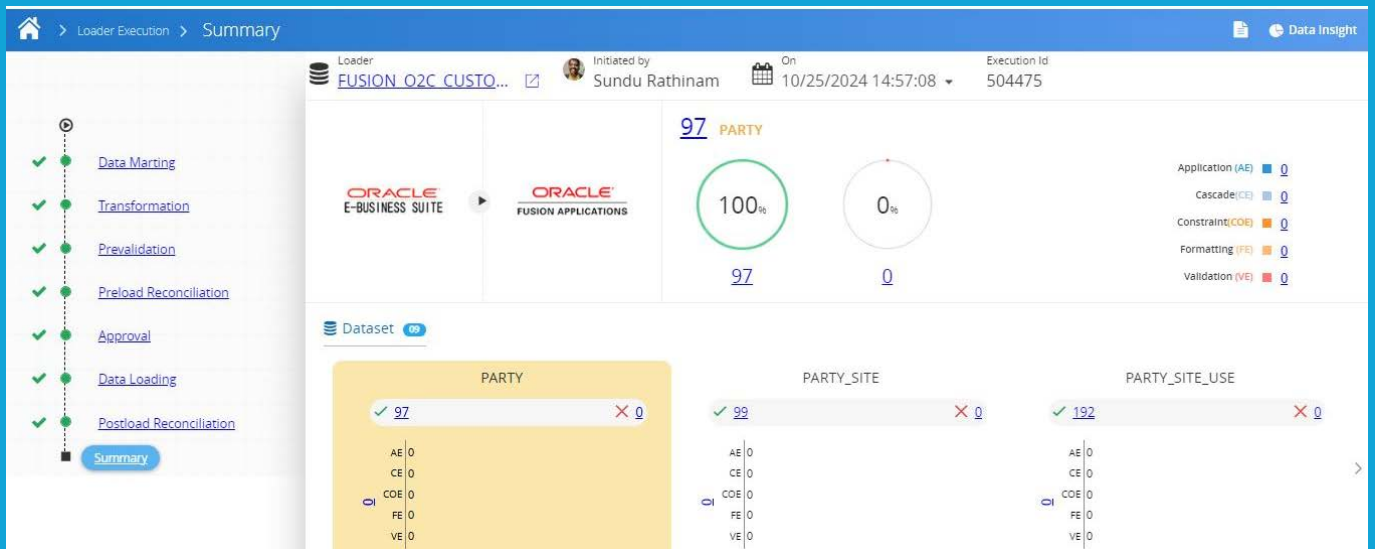 Loader Execution > Summary
Data Insight
Loader
FUSION_O2C_CUSTO...
Initiated by
Sundu Rathinam
On
10/25/2024 14:57:08
Execution Id
504475
Data Marting
Transformation
Prevalidation
Preload Reconciliation
Approval
Data Loading
Postload Reconciliation
Summary
ORACLE
E-BUSINESS SUITE
ORACLE
FUSION APPLICATIONS
97 PARTY
100%
0%
97
0
Application (AE) 0
Cascade(CE) 0
Constraint(COE) 0
Formatting (FE) 0
Validation (VE) 0
Dataset 09
PARTY
97
0
AE 0
CE 0
COE 0
FE 0
VE 0
0
PARTY_SITE
99
0
AE 0
CE 0
COE 0
FE 0
VE 0
0
PARTY_SITE_USE
192
0
AE 0
CE 0
COE 0
FE 0
VE 0
0